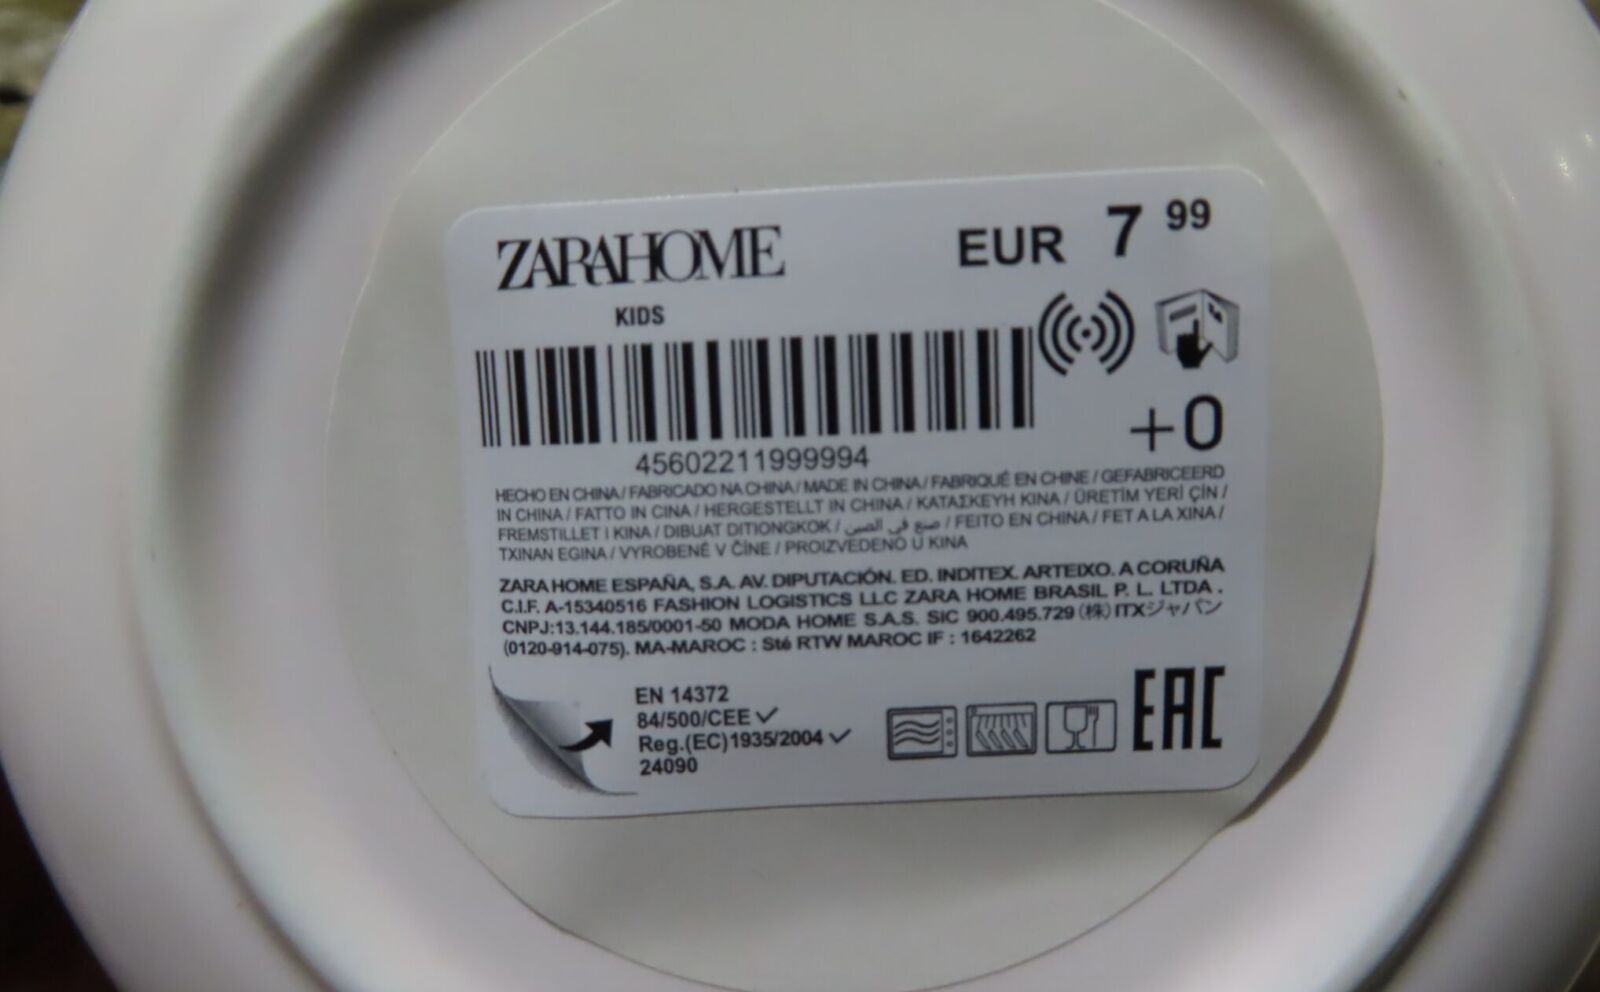 ZARAHOME
EUR 7 99
KIDS
+0
45602211999994
HECHO EN CHINA / FABRICADO NA CHINA / MADE IN CHINA / FABRIQUÉ EN CHINE / GEFABRICEERD
IN CHINA / FATTO IN CINA / HERGESTELLT IN CHINA / ΚΑΤΑΣΚΕΥΗ ΚΙΝΑ / ÜRETİM YERİ ÇİN /
FREMSTILLET I KINA / DIBUAT DITIONGKOK / صنع في الصين / FEITO EN CHINA / FET A LA XINA /
TXINAN EGINA / VYROBENÉ V ČÍNE / PROIZVEDENO U KINA
ZARA HOME ESPAÑA, S.A. AV. DIPUTACIÓN. ED. INDITEX. ARTEIXO. A CORUÑA
C.I.F. A-15340516 FASHION LOGISTICS LLC ZARA HOME BRASIL P. L. LTDA.
CNPJ:13.144.185/0001-50 MODA HOME S.A.S. SIC 900.495.729 (株) ITXジャパン
(0120-914-075). MA-MAROC : Sté RTW MAROC IF : 1642262
EN 14372
84/500/CEE ✓
Reg.(EC)1935/2004 ✓
24090
EAC